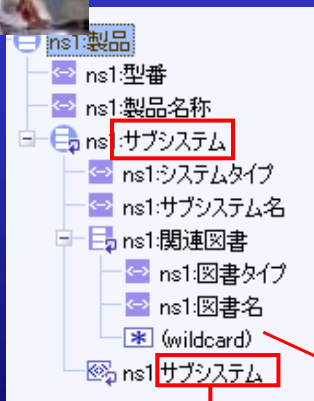 ns1:製品
ns1:型番
ns1:製品名称
ns1:サブシステム
ns1:システムタイプ
ns1:サブシステム名
ns1:関連図書
ns1:図書タイプ
ns1:図書名
(wildcard)
ns1:サブシステム